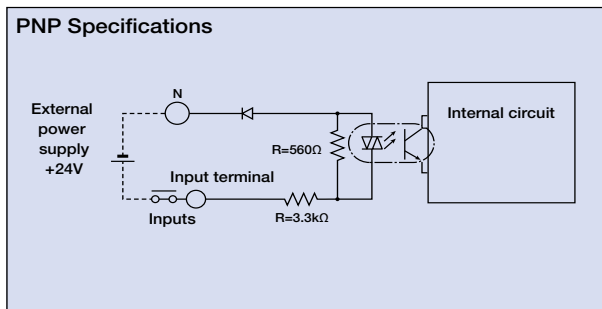 PNP Specifications
N
External
power
supply
+24V
Internal circuit
R=560Ω
Input terminal
Inputs
R=3.3kΩ